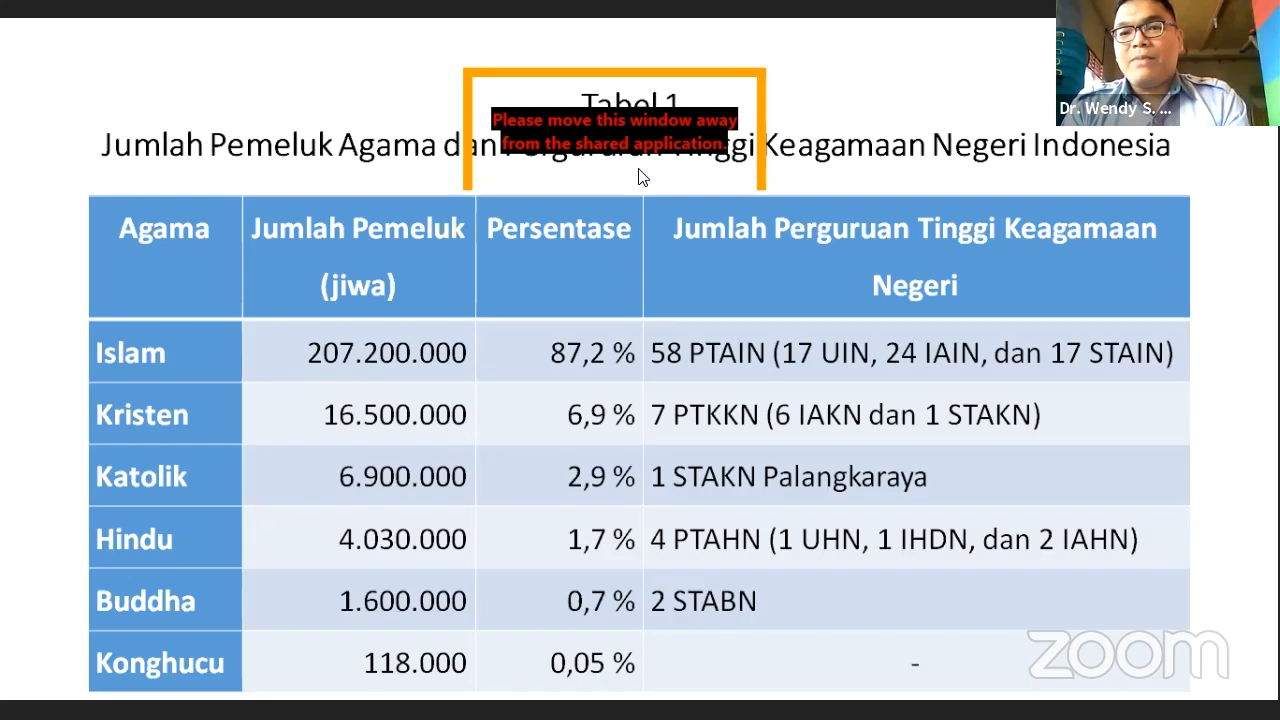 Tabel 1
Please move this window away
from the shared application.
Jumlah Pemeluk Agama dan Perguruan Tinggi Keagamaan Negeri Indonesia
Dr. Wendy S. ...
Agama Jumlah Pemeluk (jiwa) Persentase Jumlah Perguruan Tinggi Keagamaan Negeri
Islam 207.200.000 87,2 % 58 PTAIN (17 UIN, 24 IAIN, dan 17 STAIN)
Kristen 16.500.000 6,9 % 7 PTKKN (6 IAKN dan 1 STAKN)
Katolik 6.900.000 2,9 % 1 STAKN Palangkaraya
Hindu 4.030.000 1,7 % 4 PTAHN (1 UHN, 1 IHDN, dan 2 IAHN)
Buddha 1.600.000 0,7 % 2 STABN
Konghucu 118.000 0,05 % -
zoom